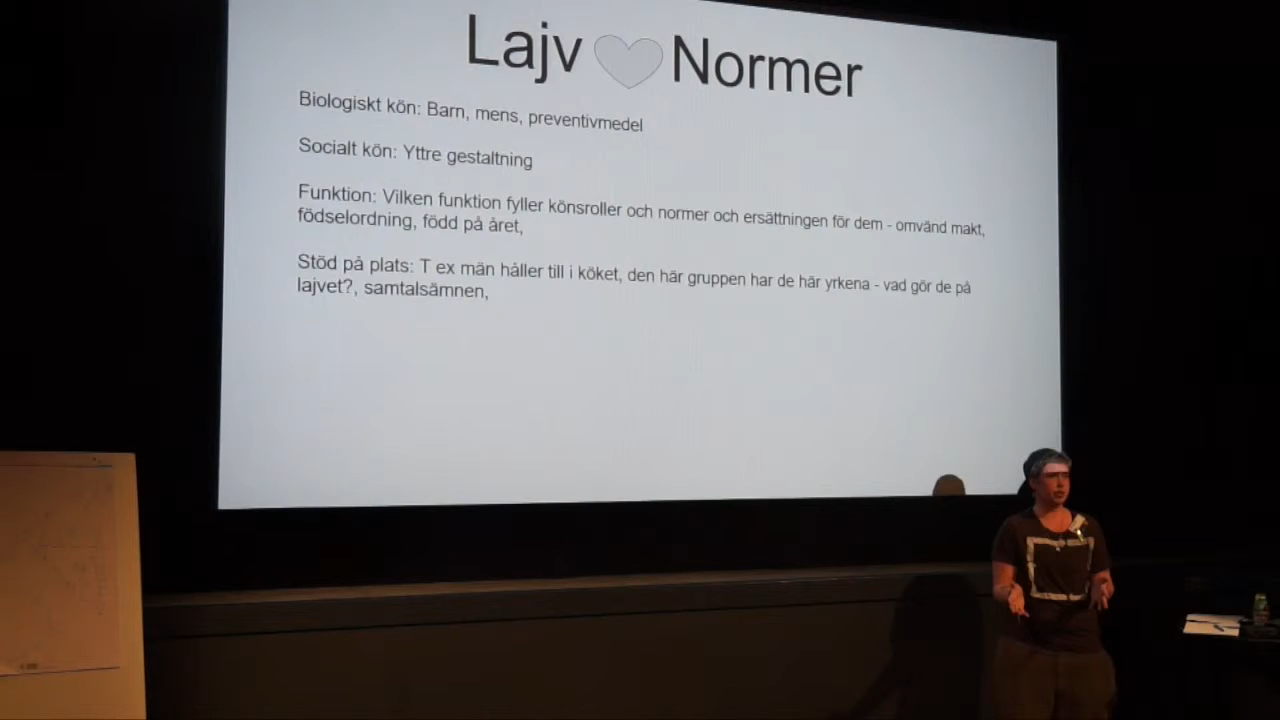 Lajv Normer
Biologiskt kön: Barn, mens, preventivmedel
Socialt kön: Yttre gestaltning
Funktion: Vilken funktion fyller könsroller och normer och ersättningen för dem - omvänd makt,
födselordning, född på året,
Stöd på plats: T ex män håller till i köket, den här gruppen har de här yrkena - vad gör de på
lajvet?, samtalsämnen,